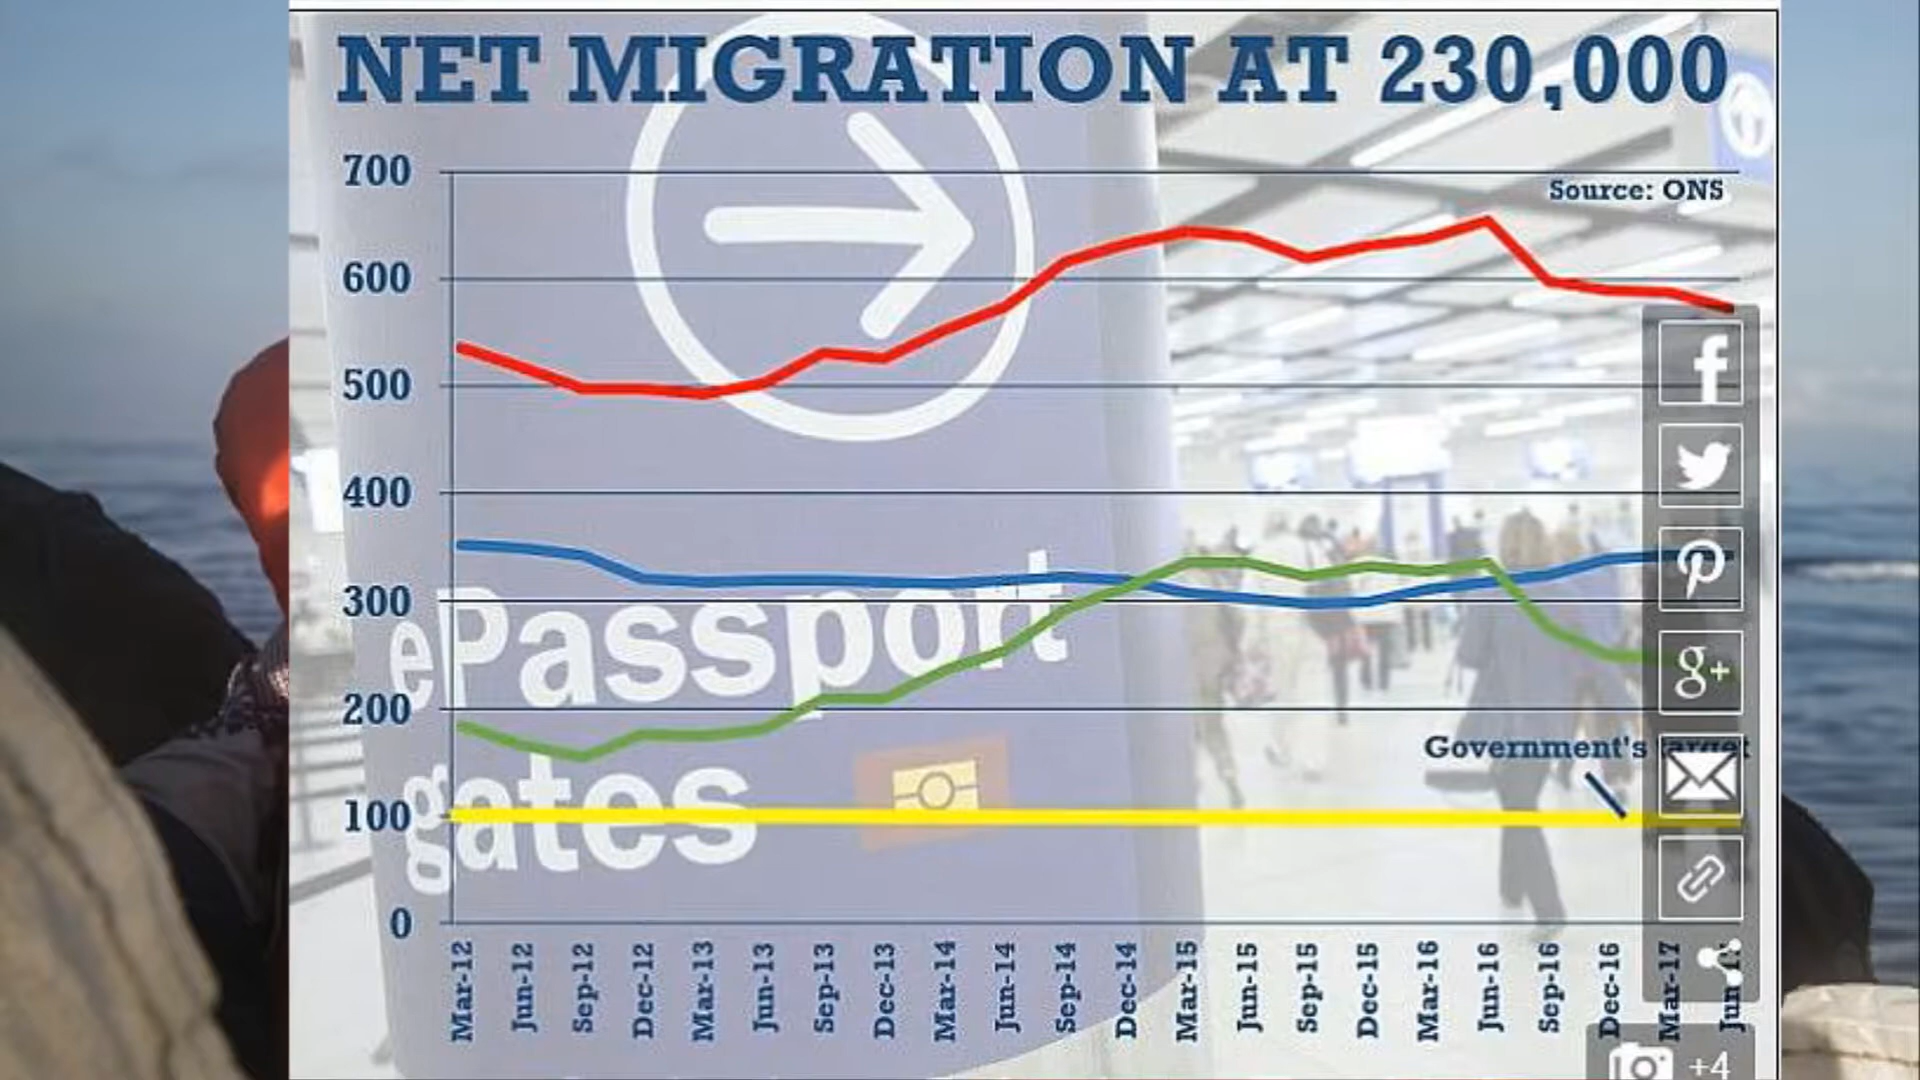 NET MIGRATION AT 230,000
Source: ONS
700
600
500
400
300
200
100
0
ePassport
gates
Government's target
Mar-12
Jun-12
Sep-12
Dec-12
Mar-13
Jun-13
Sep-13
Dec-13
Mar-14
Jun-14
Sep-14
Dec-14
Mar-15
Jun-15
Sep-15
Dec-15
Mar-16
Jun-16
Sep-16
Dec-16
Mar-17
f
g+
+4